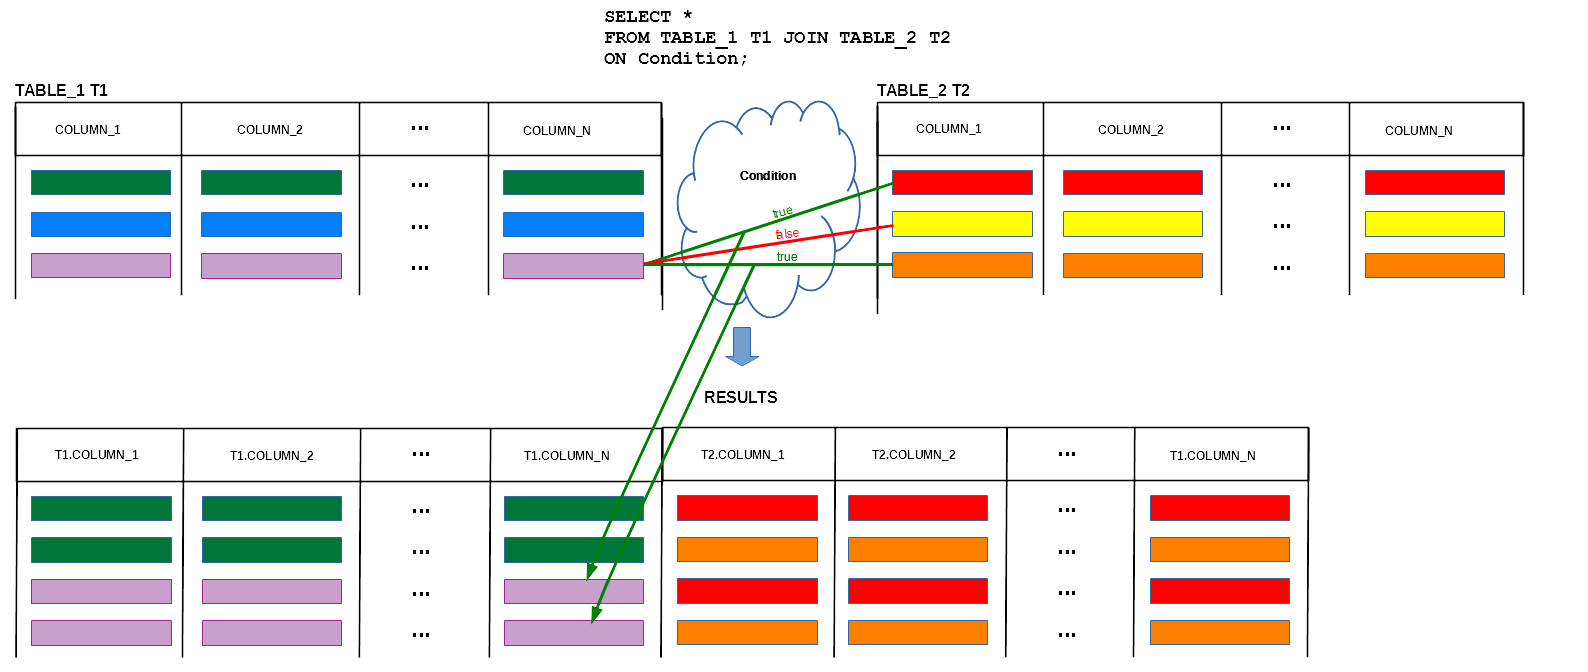 SELECT *
FROM TABLE_1 T1 JOIN TABLE_2 T2
ON Condition;
TABLE_1 T1
COLUMN_1 COLUMN_2 ... COLUMN_N
...
...
...
Condition
true
false
true
TABLE_2 T2
COLUMN_1 COLUMN_2 ... COLUMN_N
...
...
...
RESULTS
T1.COLUMN_1 T1.COLUMN_2 ... T1.COLUMN_N T2.COLUMN_1 T2.COLUMN_2 ... T1.COLUMN_N
... ...
... ...
... ...
... ...